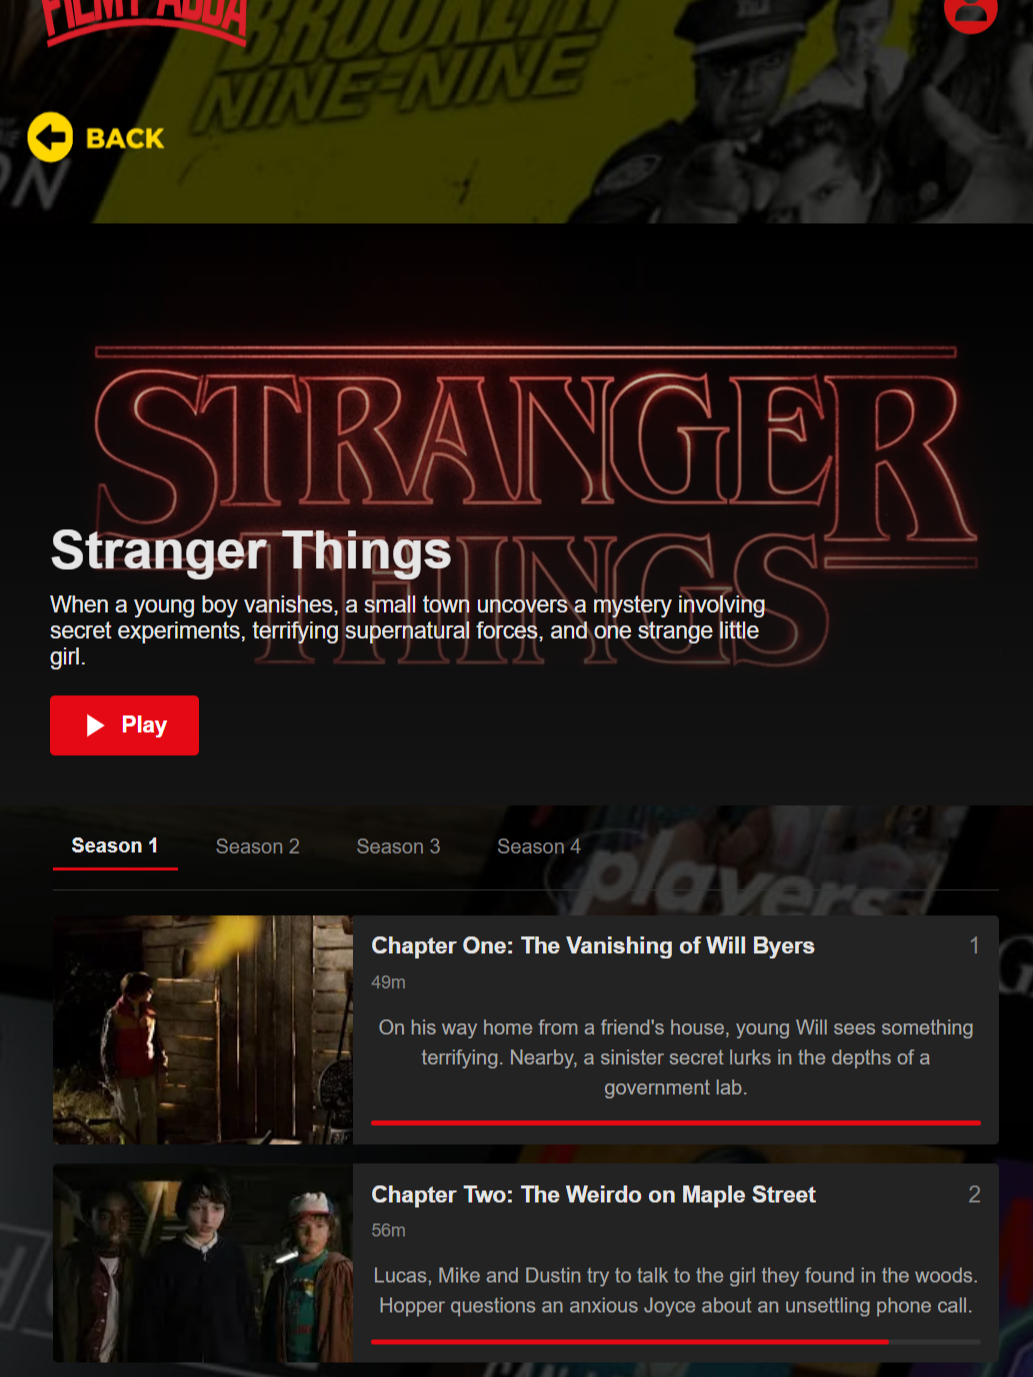 FILMY ADDA
BROOKLYN
NINE-NINE
BACK
ON
STRANGER
THINGS
Stranger Things
When a young boy vanishes, a small town uncovers a mystery involving
secret experiments, terrifying supernatural forces, and one strange little
girl.
Play
Season 1 Season 2 Season 3 Season 4
players
Chapter One: The Vanishing of Will Byers 1
49m
On his way home from a friend's house, young Will sees something
terrifying. Nearby, a sinister secret lurks in the depths of a
government lab.
Chapter Two: The Weirdo on Maple Street 2
56m
Lucas, Mike and Dustin try to talk to the girl they found in the woods.
Hopper questions an anxious Joyce about an unsettling phone call.